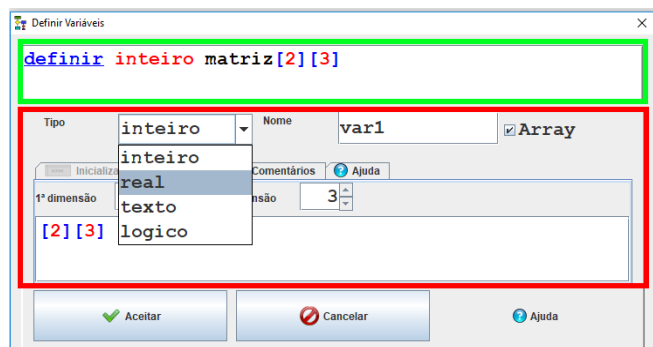 Definir Variáveis
definir inteiro matriz[2][3]
Tipo inteiro Nome var1 Array
inteiro
real
texto
logico
Inicializa Comentários Ajuda
1ª dimensão nsão 3
[2][3]
Aceitar Cancelar Ajuda